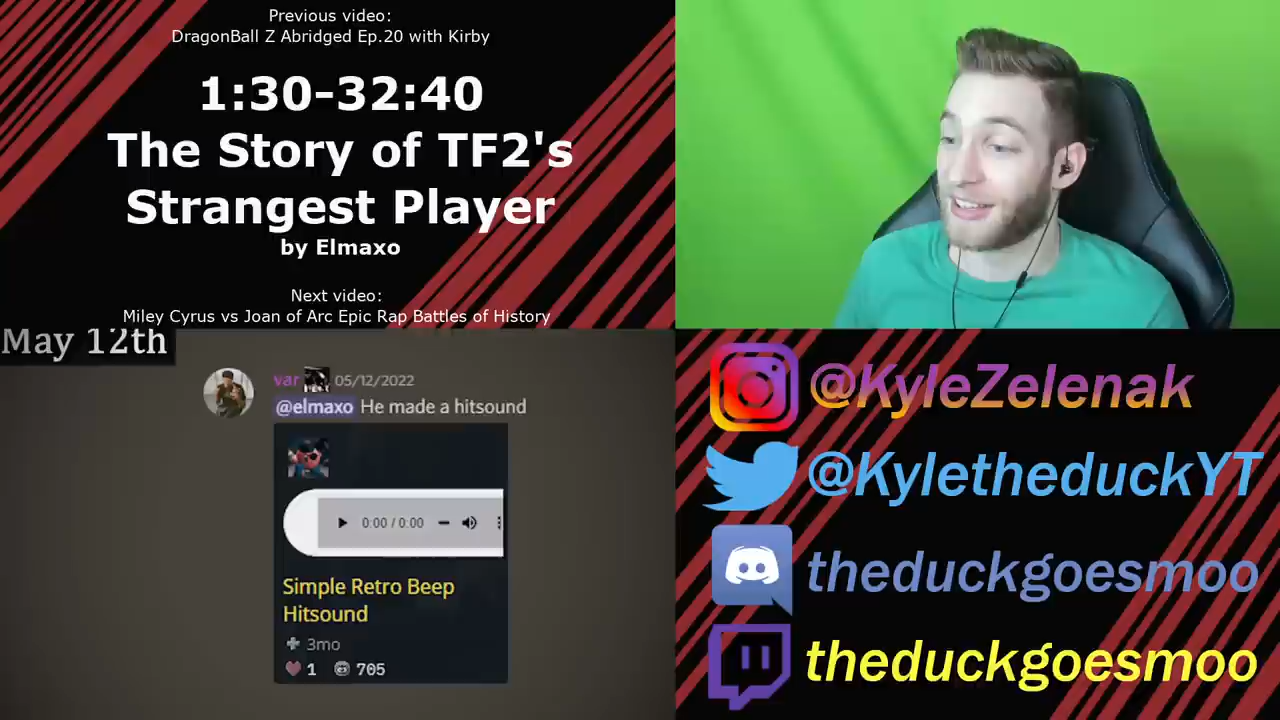 Previous video:
DragonBall Z Abridged Ep.20 with Kirby
1:30-32:40
The Story of TF2's
Strangest Player
by Elmaxo
Next video:
Miley Cyrus vs Joan of Arc Epic Rap Battles of History
May 12th
var 05/12/2022
@elmaxo He made a hitsound
0:00 / 0:00
Simple Retro Beep
Hitsound
3mo
1 705
@KyleZelenak
@KyletheduckYT
theduckgoesmoo
theduckgoesmoo